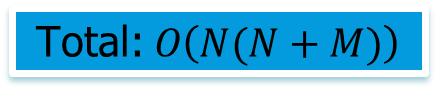 Total: O(N(N + M))